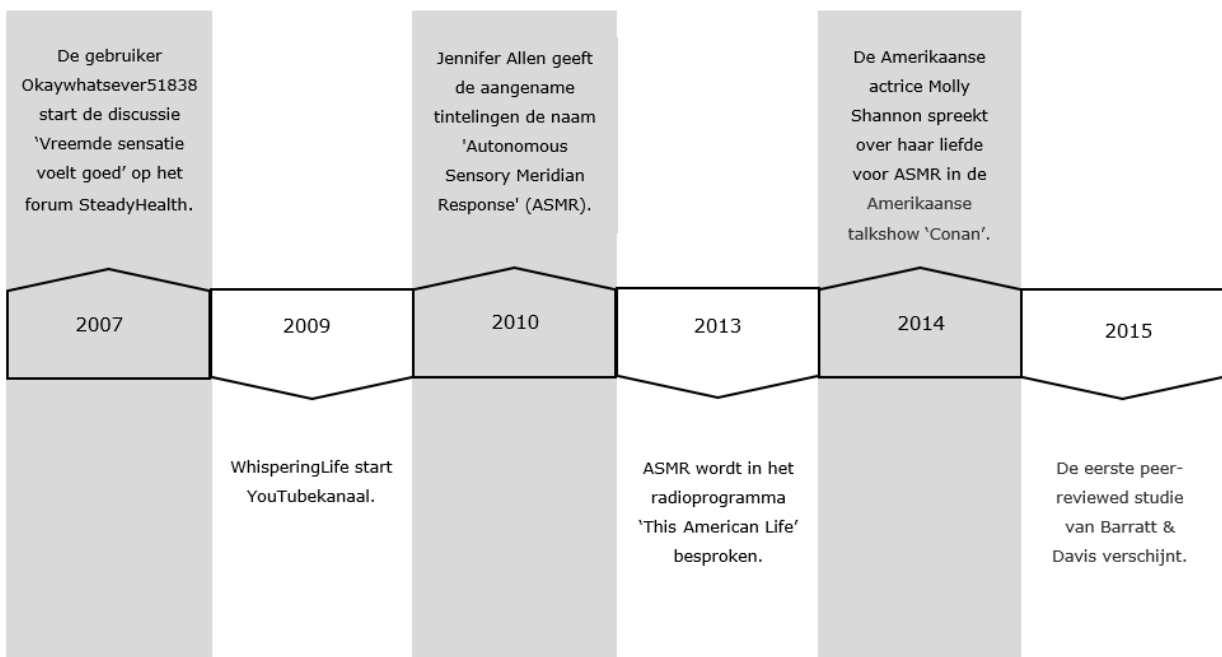 De gebruiker
Okaywhatsever51838
start de discussie
‘Vreemde sensatie
voelt goed’ op het
forum SteadyHealth.
2007
2009
WhisperingLife start
YouTubekanaal.
Jennifer Allen geeft
de aangename
tintelingen de naam
'Autonomous
Sensory Meridian
Response' (ASMR).
2010
2013
ASMR wordt in het
radioprogramma
‘This American Life’
besproken.
De Amerikaanse
actrice Molly
Shannon spreekt
over haar liefde
voor ASMR in de
Amerikaanse
talkshow ‘Conan’.
2014
2015
De eerste peer-
reviewed studie
van Barratt &
Davis verschijnt.